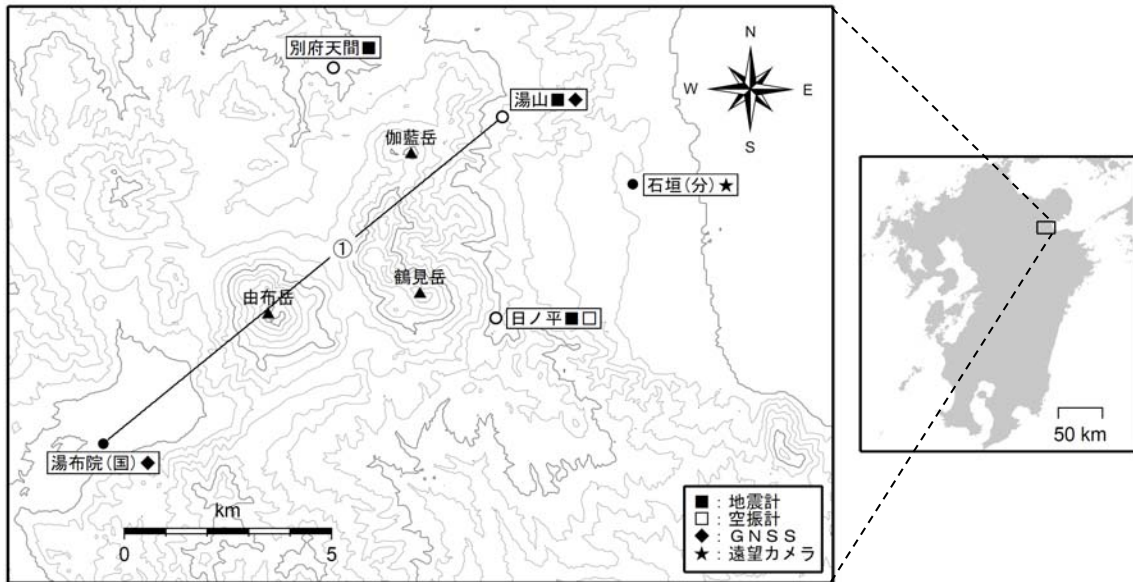 別府天間■
N
W
E
S
湯山■◆
伽藍岳
石垣(分)★
①
鶴見岳
由布岳
日ノ平■□
湯布院(国)◆
km
0 5
■：地震計
□：空振計
◆：ＧＮＳＳ
★：遠望カメラ
50 km